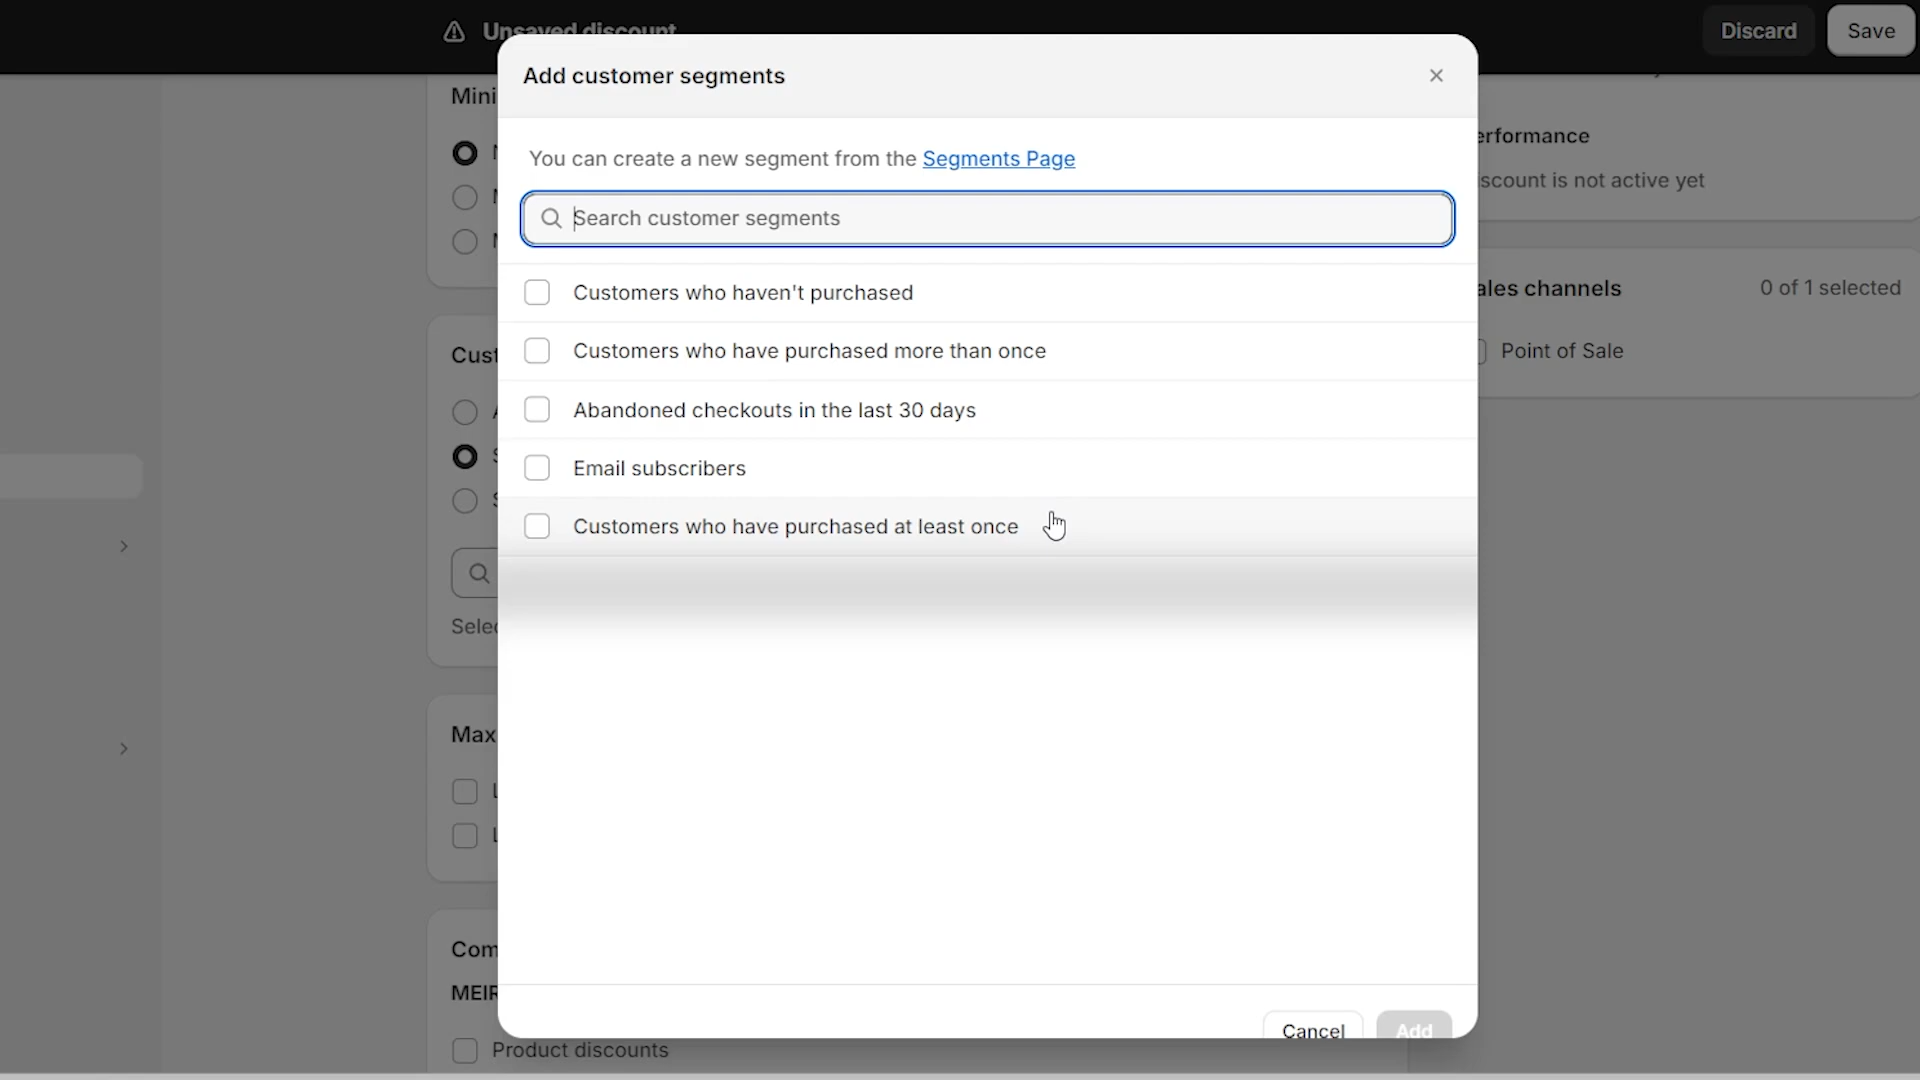 Unsaved discount
Discard
Save
Add customer segments
You can create a new segment from the Segments Page
Search customer segments
Customers who haven't purchased
Customers who have purchased more than once
Abandoned checkouts in the last 30 days
Email subscribers
Customers who have purchased at least once
Cancel
Add
Mini
Cust
Selec
Max
Com
MEIR
Product discounts
erformance
scount is not active yet
ales channels
0 of 1 selected
Point of Sale